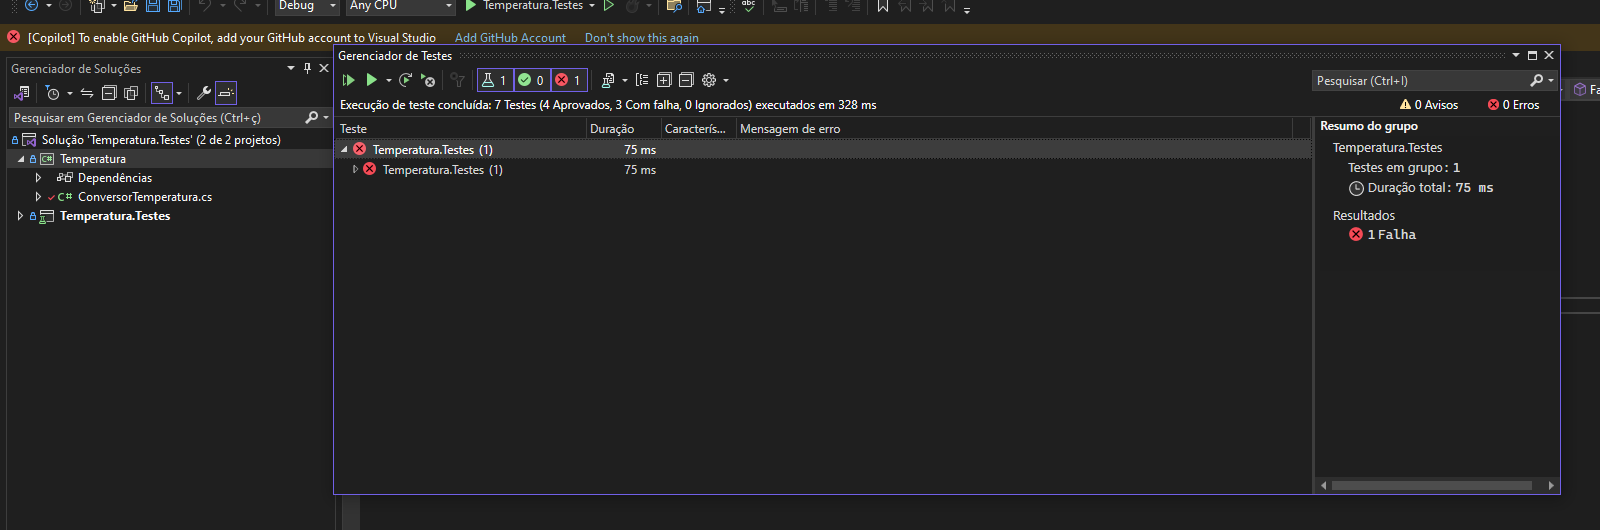 Debug
Any CPU
Temperatura.Testes
[Copilot] To enable GitHub Copilot, add your GitHub account to Visual Studio
Add GitHub Account
Don't show this again
Gerenciador de Soluções
Pesquisar em Gerenciador de Soluções (Ctrl+ç)
Solução 'Temperatura.Testes' (2 de 2 projetos)
C# Temperatura
Dependências
C# ConversorTemperatura.cs
Temperatura.Testes
Gerenciador de Testes
1
0
1
Pesquisar (Ctrl+I)
Execução de teste concluída: 7 Testes (4 Aprovados, 3 Com falha, 0 Ignorados) executados em 328 ms
0 Avisos
0 Erros
Teste
Duração
Caracterís...
Mensagem de erro
Temperatura.Testes (1)
75 ms
Temperatura.Testes (1)
75 ms
Resumo do grupo
Temperatura.Testes
Testes em grupo: 1
Duração total: 75 ms
Resultados
1 Falha
Fa